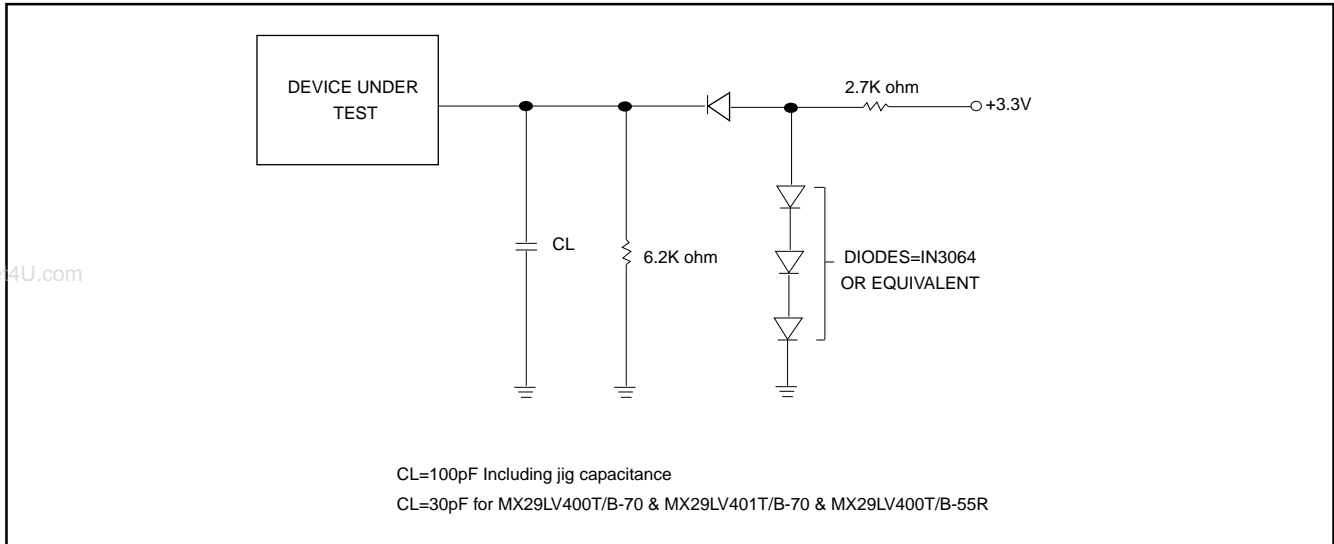 DEVICE UNDER
TEST
2.7K ohm
+3.3V
CL
6.2K ohm
DIODES=IN3064
OR EQUIVALENT
4U.com
CL=100pF Including jig capacitance
CL=30pF for MX29LV400T/B-70 & MX29LV401T/B-70 & MX29LV400T/B-55R